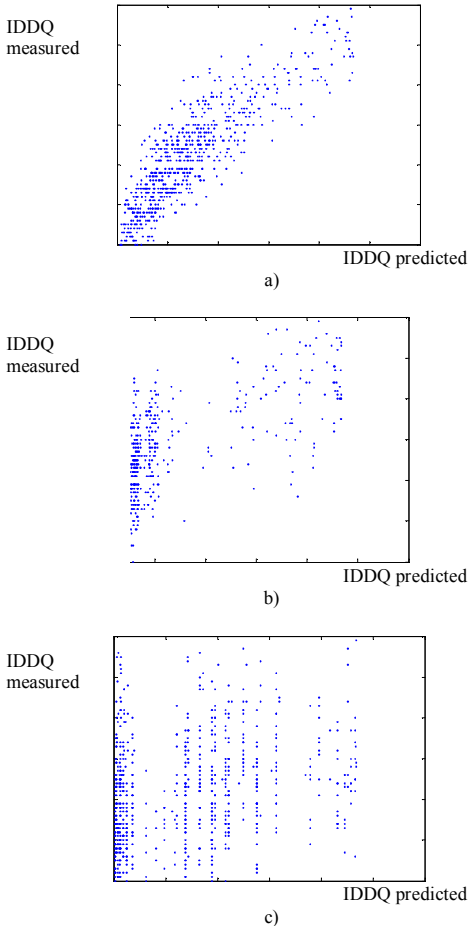 IDDQ
measured
IDDQ predicted
a)
IDDQ
measured
IDDQ predicted
b)
IDDQ
measured
IDDQ predicted
c)